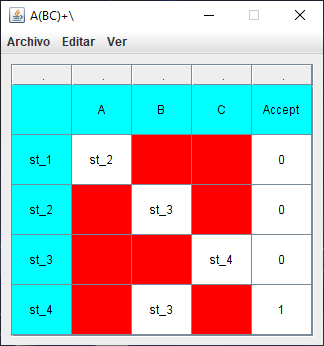 A(BC)+\
Archivo Editar Ver
. . . . .
A B C Accept
st_1 st_2 0
st_2 st_3 0
st_3 st_4 0
st_4 st_3 1